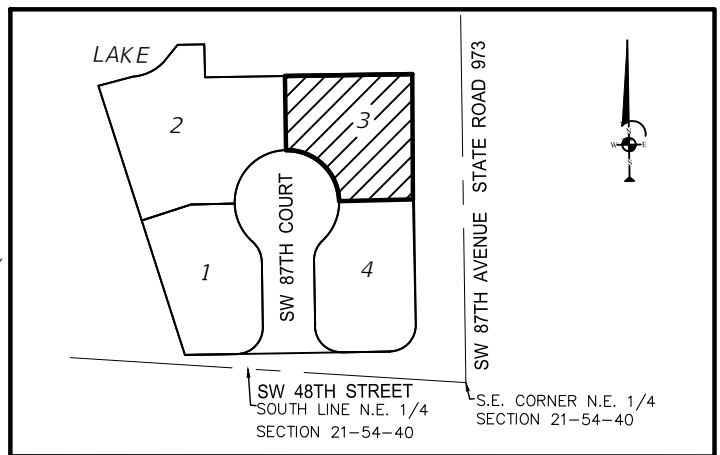 LAKE
2
3
1
4
SW 87TH COURT
SW 87TH AVENUE STATE ROAD 973
N
W E
S
SW 48TH STREET
SOUTH LINE N.E. 1/4
SECTION 21-54-40
S.E. CORNER N.E. 1/4
SECTION 21-54-40